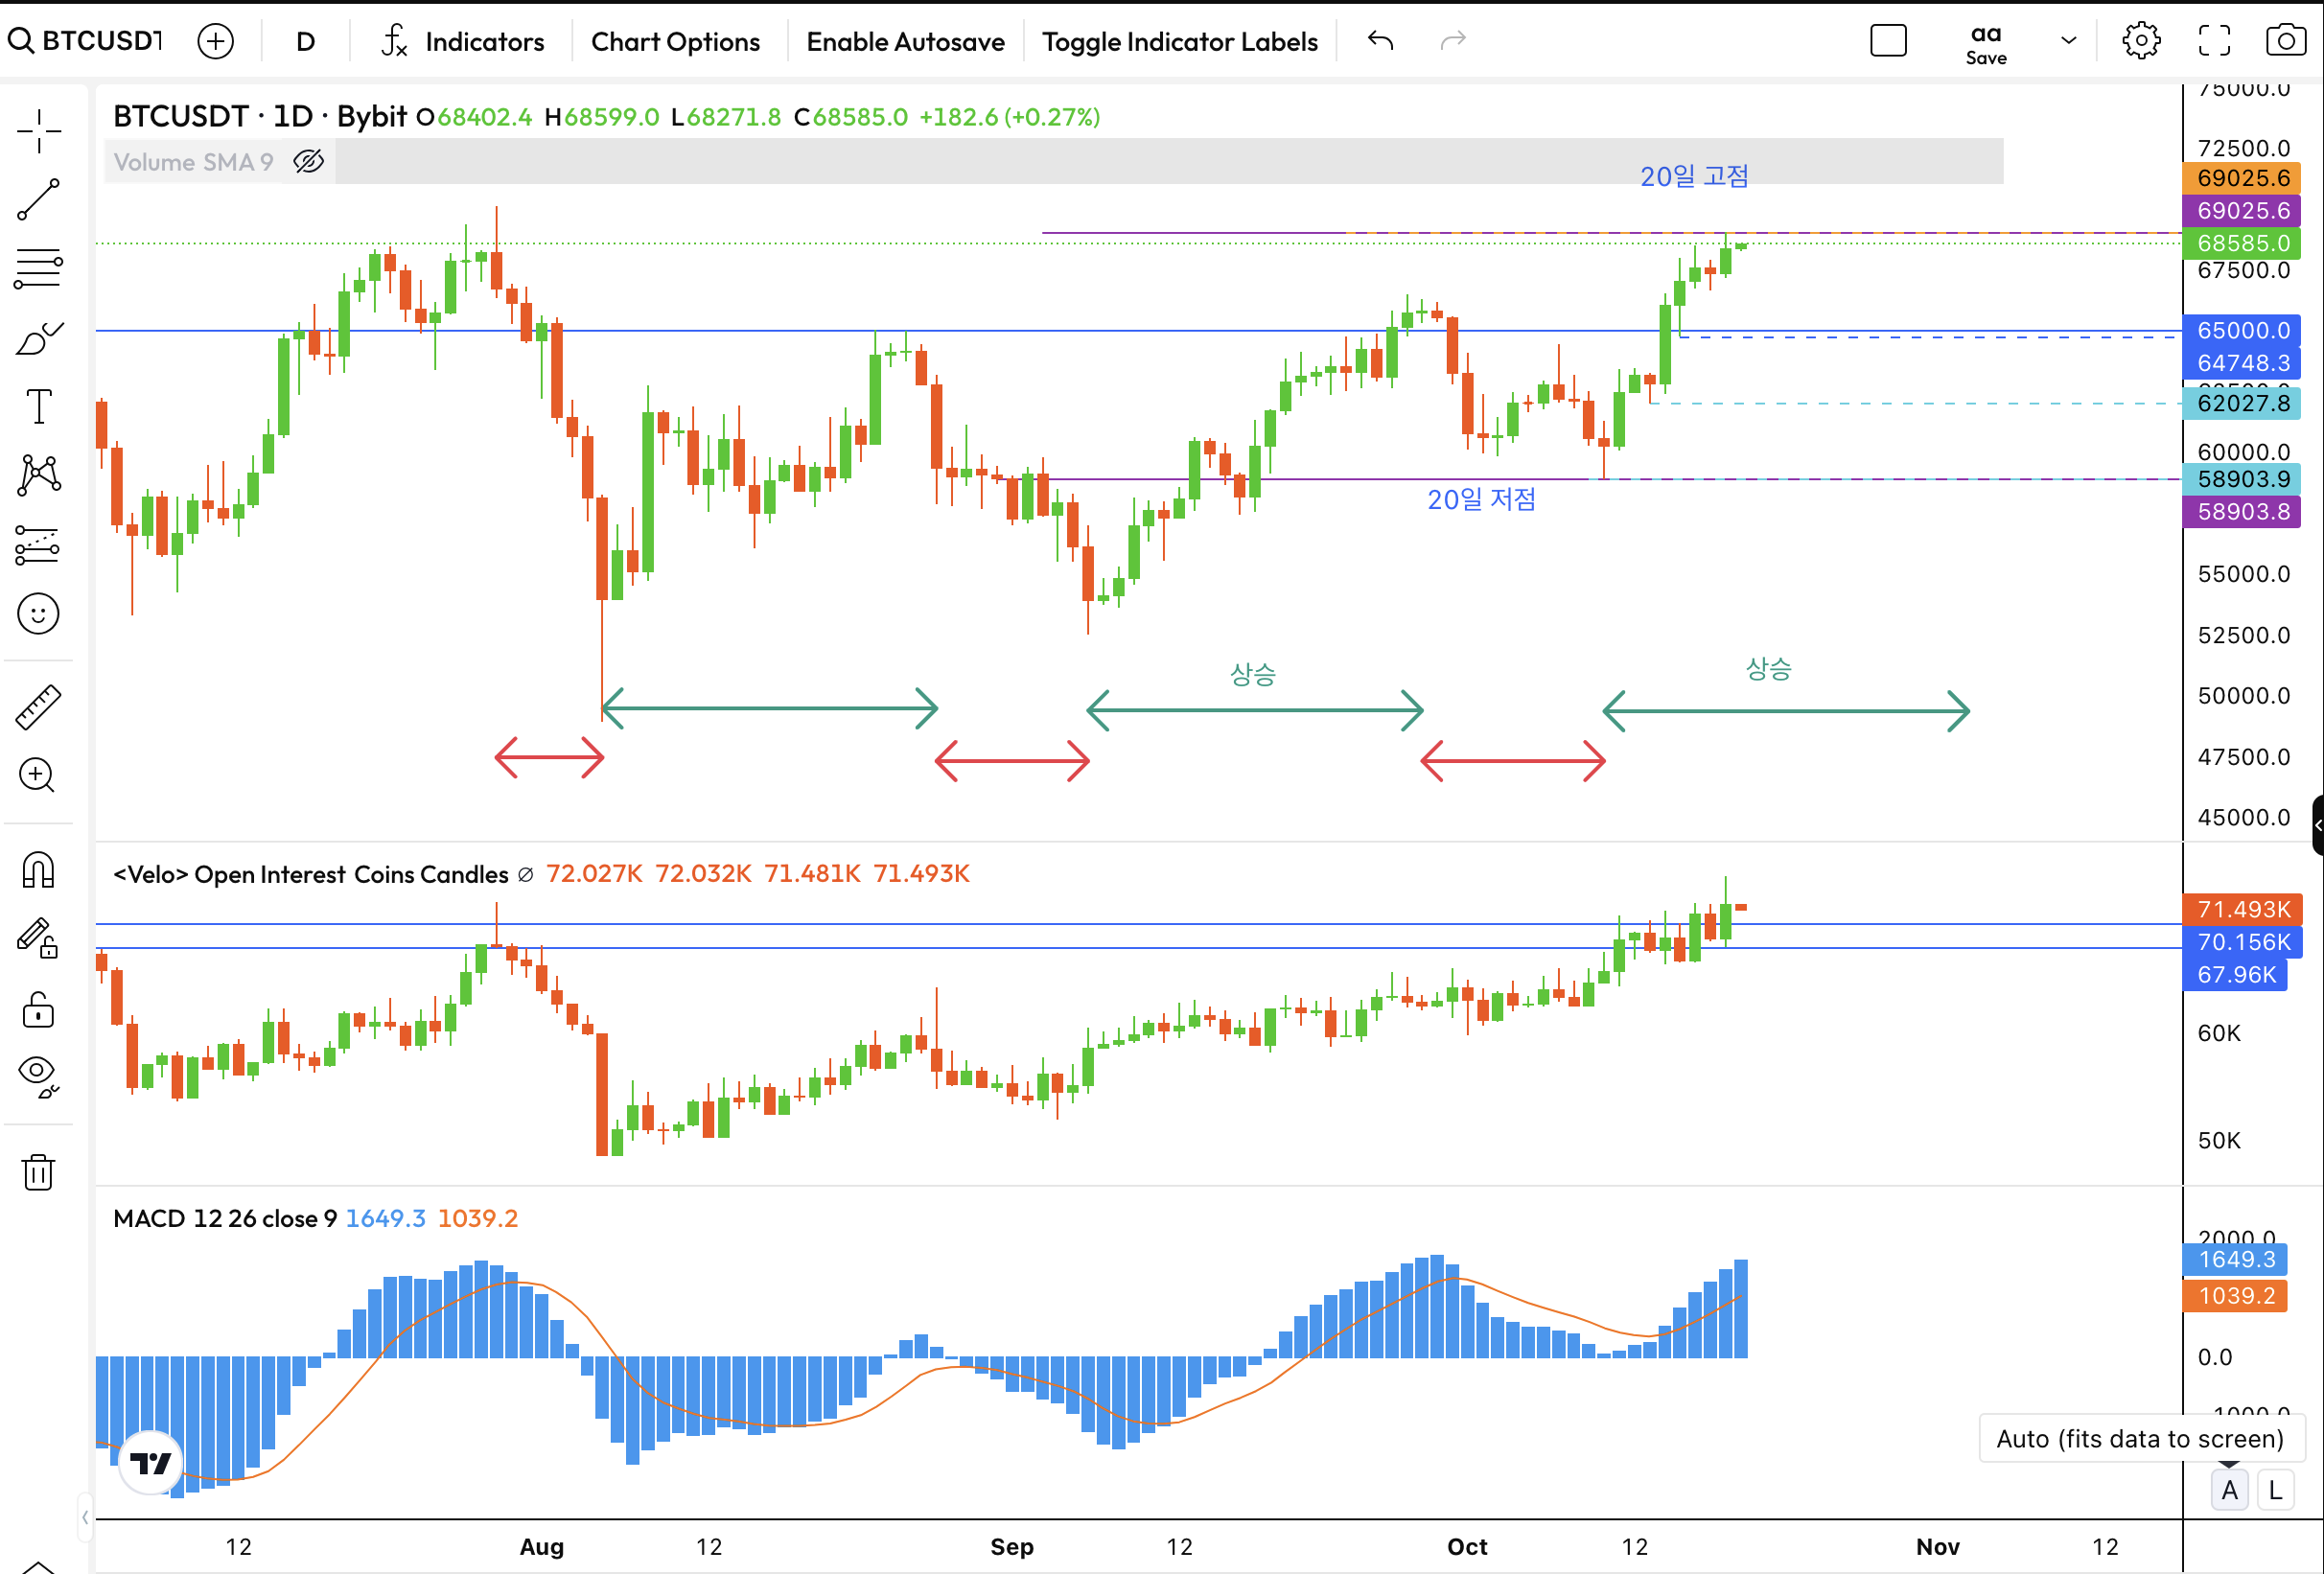 BTCUSDT
D
Indicators
Chart Options
Enable Autosave
Toggle Indicator Labels
aa
Save
BTCUSDT · 1D · Bybit O68402.4 H68599.0 L68271.8 C68585.0 +182.6 (+0.27%)
Volume SMA 9
20일 고점
20일 저점
상승
상승
75000.0
72500.0
69025.6
69025.6
68585.0
67500.0
65000.0
64748.3
62027.8
60000.0
58903.9
58903.8
55000.0
52500.0
50000.0
47500.0
45000.0
<Velo> Open Interest Coins Candles ∅ 72.027K 72.032K 71.481K 71.493K
71.493K
70.156K
67.96K
60K
50K
MACD 12 26 close 9 1649.3 1039.2
2000.0
1649.3
1039.2
0.0
Auto (fits data to screen)
A L
12 Aug 12 Sep 12 Oct 12 Nov 12